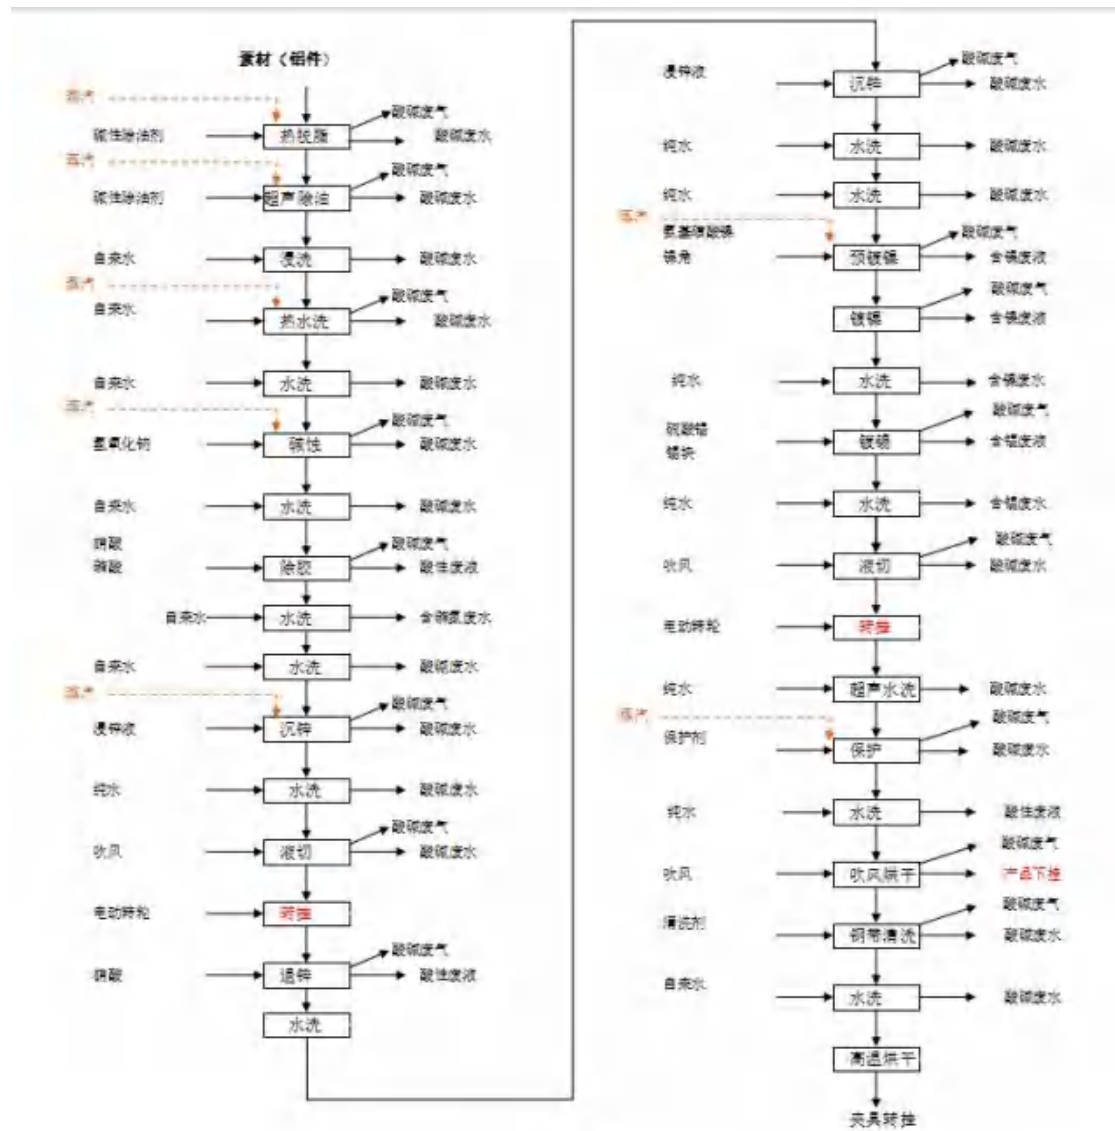 素材（铝件）
蒸汽
酸碱废气
碱性除油剂 热脱脂 酸碱废水
蒸汽
酸碱废气
碱性除油剂 超声除油 酸碱废水
自来水 浸洗 酸碱废水
蒸汽
酸碱废气
自来水 热水洗 酸碱废水
自来水 水洗 酸碱废水
蒸汽
酸碱废气
氢氧化钠 碱蚀 酸碱废水
自来水 水洗 酸碱废水
硝酸 酸碱废气
磷酸 除胶 酸性废液
自来水 水洗 含磷氮废水
自来水 水洗 酸碱废水
蒸汽
酸碱废气
浸锌液 沉锌 酸碱废水
纯水 水洗 酸碱废水
酸碱废气
吹风 液切 酸碱废水
电动转轮 转挂
酸碱废气
硝酸 退锌 酸性废液
水洗
酸碱废气
浸锌液 沉锌 酸碱废水
纯水 水洗 酸碱废水
纯水 水洗 酸碱废水
蒸汽
氨基磺酸镍 酸碱废气
镍角 预镀镍 含镍废液
酸碱废气
镀镍 含镍废液
纯水 水洗 含镍废水
酸碱废气
硫酸锡
锡块 镀锡 含锡废液
纯水 水洗 含锡废水
酸碱废气
吹风 液切 酸碱废水
电动转轮 转挂
纯水 超声水洗 酸碱废水
蒸汽
酸碱废气
保护剂 保护 酸碱废水
纯水 水洗 酸性废液
酸碱废气
吹风 吹风烘干 产品下挂
酸碱废气
清洗剂 钢带清洗 酸碱废水
自来水 水洗 酸碱废水
高温烘干
夹具转挂